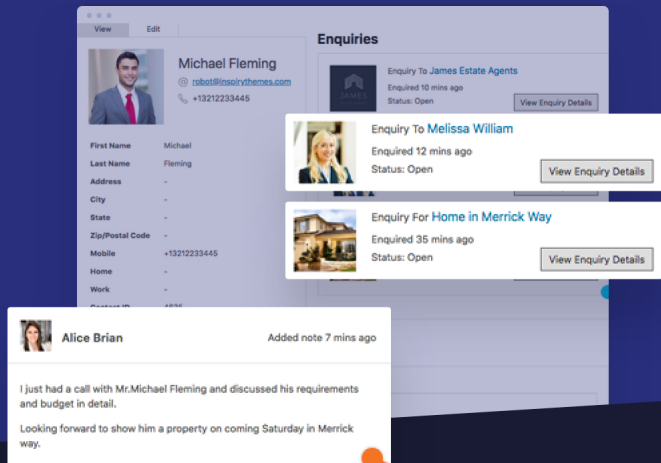 View
Edit
Michael Fleming
robot@inspirythemes.com
+13212233445
First Name Michael
Last Name Fleming
Address -
City -
State -
Zip/Postal Code -
Mobile +13212233445
Home -
Work -
Contact ID 4635
Enquiries
JAMES
Enquiry To James Estate Agents
Enquired 10 mins ago
Status: Open
View Enquiry Details
Enquiry To Melissa William
Enquired 12 mins ago
Status: Open
View Enquiry Details
Enquiry For Home in Merrick Way
Enquired 35 mins ago
Status: Open
View Enquiry Details
Alice Brian
Added note 7 mins ago
I just had a call with Mr.Michael Fleming and discussed his requirements
and budget in detail.
Looking forward to show him a property on coming Saturday in Merrick
way.